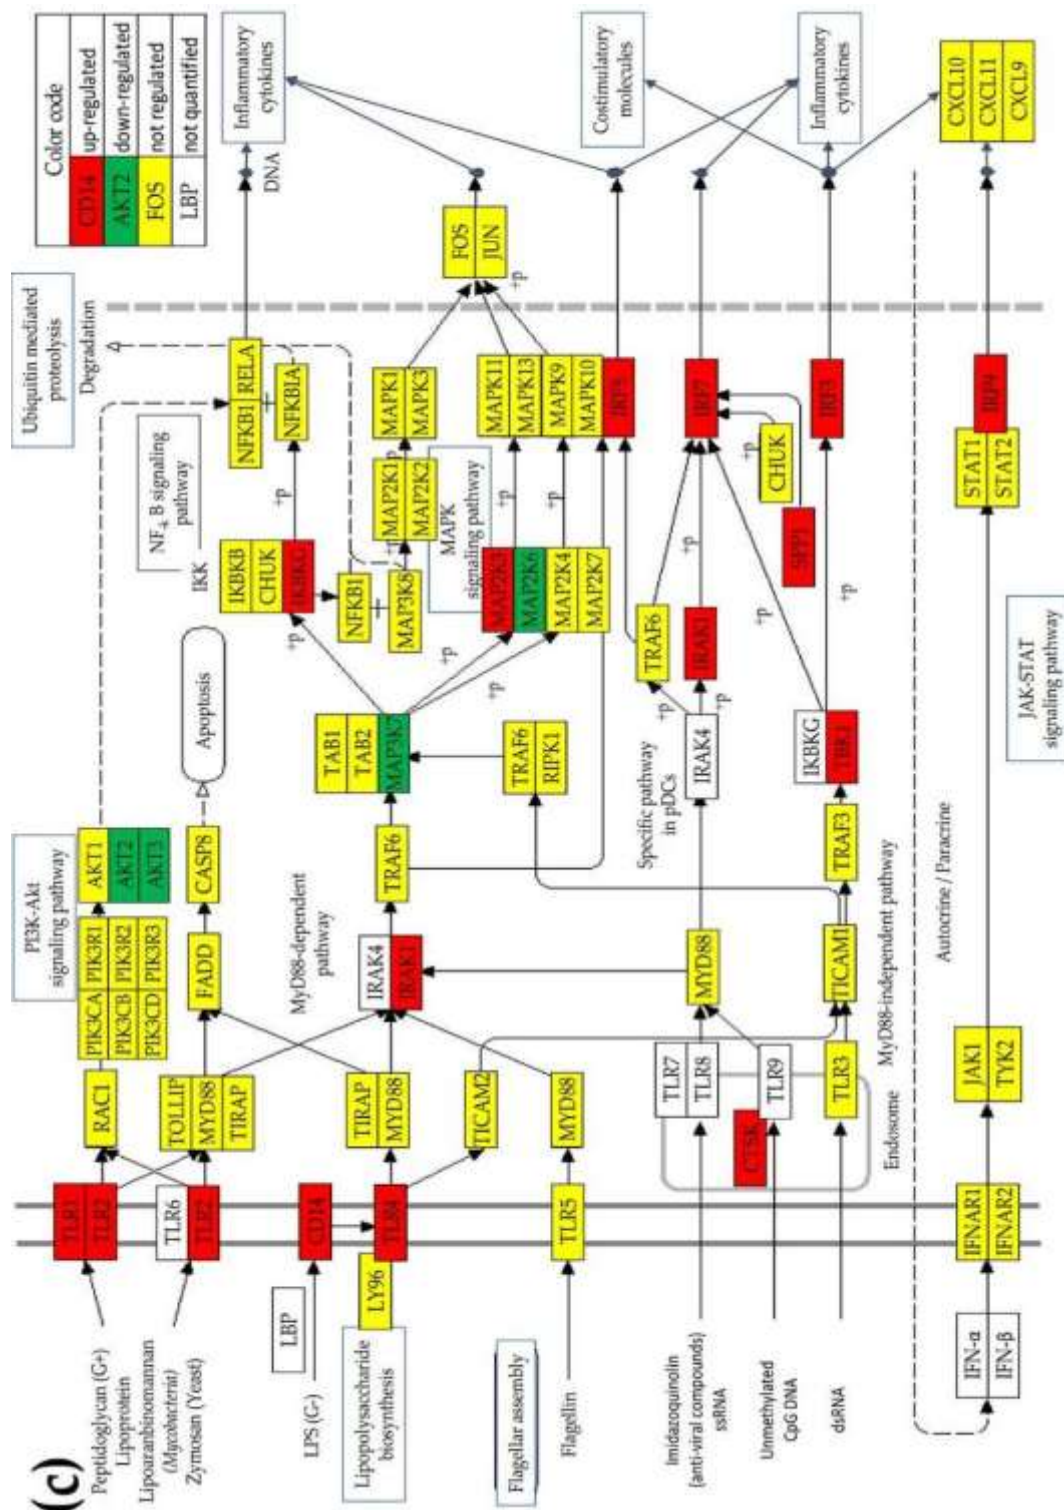 (c)
Peptidoglycan (G+)
Lipoprotein
Lipoarabinomannan
(Mycobacterai)
Zymosan (Yeast)
TLR1
TLR2
TLR6
TLR2
RAC1
PIK3CA
PIK3R1
PIK3CB
PIK3R2
PIK3CD
PIK3R3
PI3K-Akt
signaling pathway
AKT1
AKT2
AKT3
TOLLIP
MYD88
TIRAP
FADD
CASP8
Apoptosis
LBP
LPS (G-)
CD14
LY96
TLR4
Lipopolysaccharide
biosynthesis
TIRAP
MYD88
TICAM2
MyD88-dependent
pathway
IRAK4
IRAK1
TRAF6
TAB1
TAB2
MAP3K7
TRAF6
RIPK1
IKK
IKBKB
CHUK
IKBKG
NFKB1
MAP3K8
NF B signaling
pathway
NFKB1
RELA
NFKBIA
+p
+p
Degradation
Ubiquitin mediated
proteolysis
DNA
Inflammatory
cytokines
MAP2K1
MAP2K2
MAPK1
MAPK3
MAPK
signaling pathway
MAP2K3
MAP2K6
MAP2K4
MAP2K7
+p
+p
+p
+p
MAPK11
MAPK13
MAPK9
MAPK10
IRF5
FOS
JUN
+p
Flagellar assembly
Flagellin
TLR5
MYD88
Imidazoquinolin
(anti-viral compounds)
ssRNA
Unmethylated
CpG DNA
dsRNA
TLR7
TLR8
CTSK
TLR9
TLR3
Endosome
MYD88
Specific pathway
in pDCs
IRAK4
+p
+p
TRAF6
IRAK1
+p
IRF7
MyD88-independent pathway
TICAM1
TRAF3
IKBKG
TBK1
+p
+p
SPP1
CHUK
+p
IRF3
Costimulatory
molecules
Inflammatory
cytokines
Autocrine / Paracrine
IFN-α
IFN-β
IFNAR1
IFNAR2
JAK1
TYK2
JAK-STAT
signaling pathway
STAT1
STAT2
IRF9
CXCL10
CXCL11
CXCL9
Color code
CD14
up-regulated
AKT2
down-regulated
FOS
not regulated
LBP
not quantified